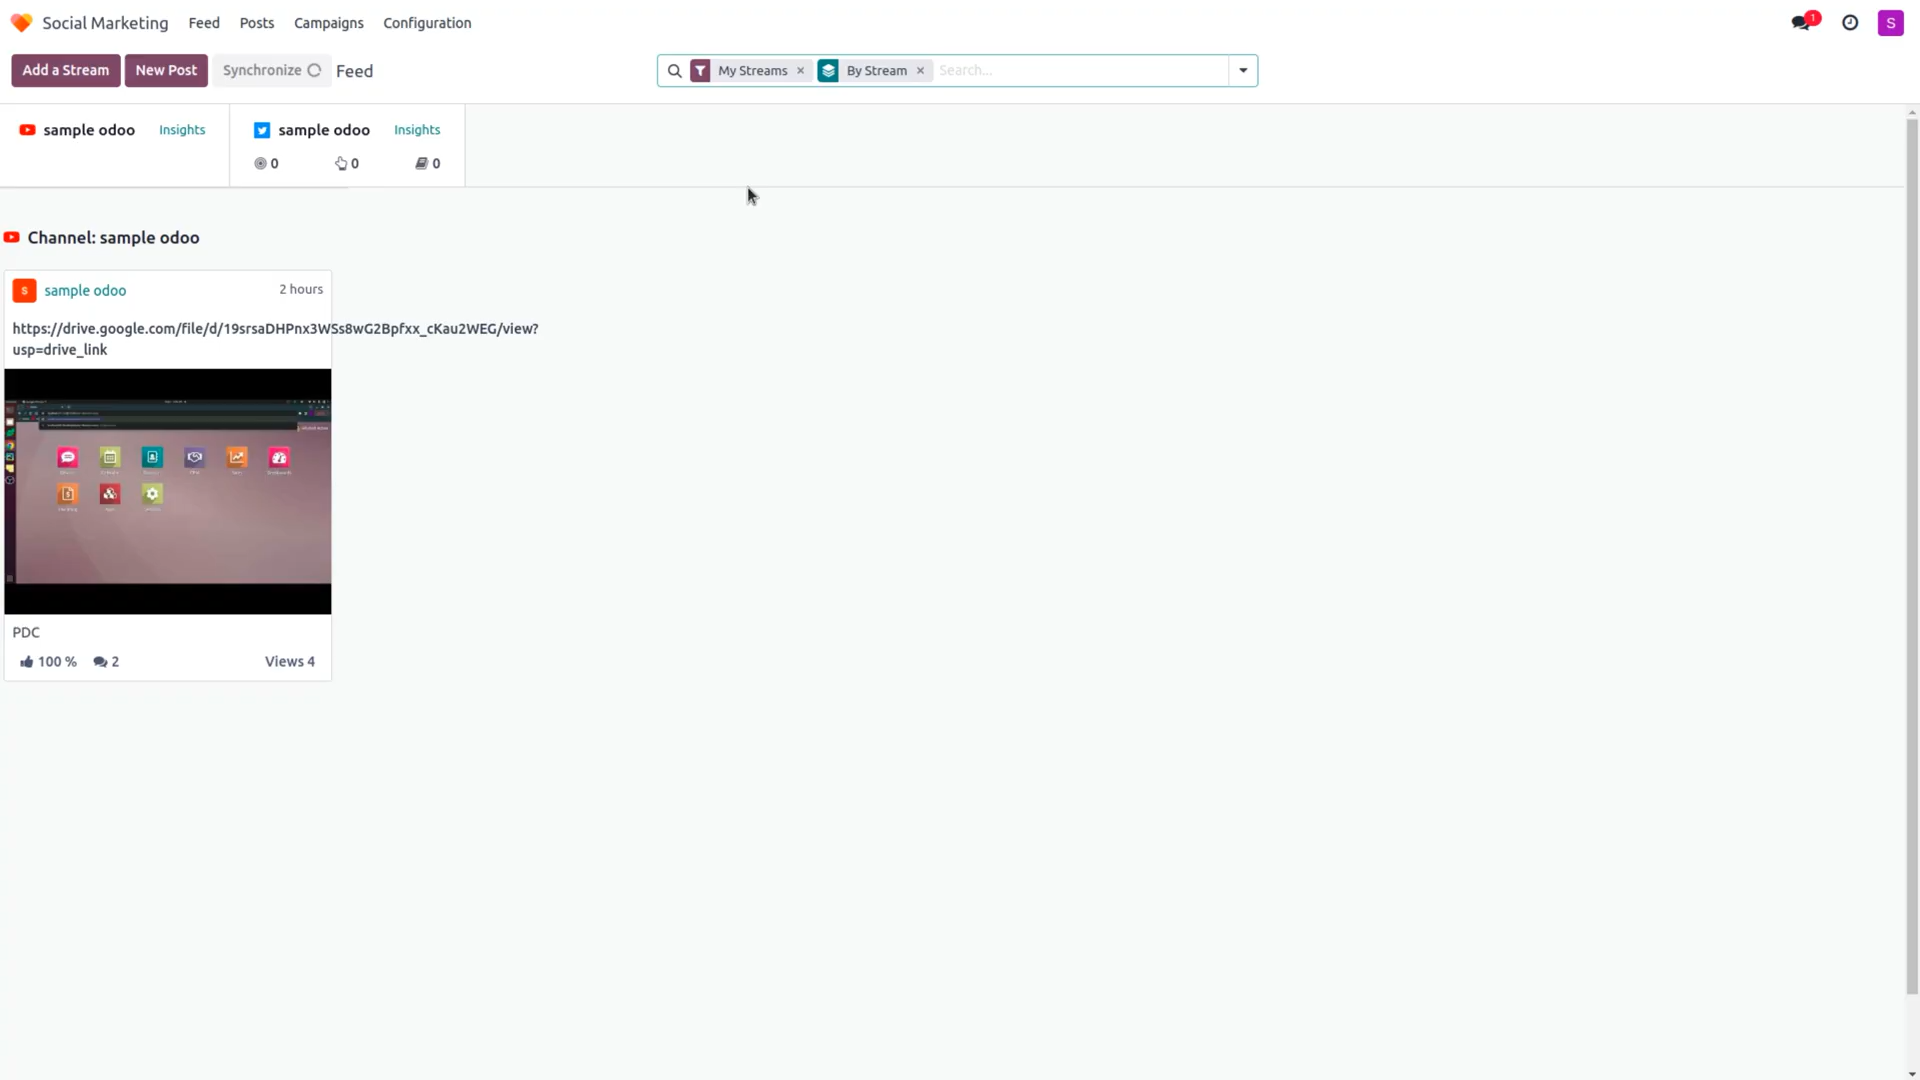 Social Marketing Feed Posts Campaigns Configuration 1 S
Add a Stream New Post Synchronize Feed My Streams × By Stream × Search...
sample odoo Insights sample odoo Insights
0 0 0
Channel: sample odoo
S sample odoo 2 hours
https://drive.google.com/file/d/19srsaDHPnx3WSs8wG2Bpfxx_cKau2WEG/view?
usp=drive_link
PDC
100 % 2 Views 4